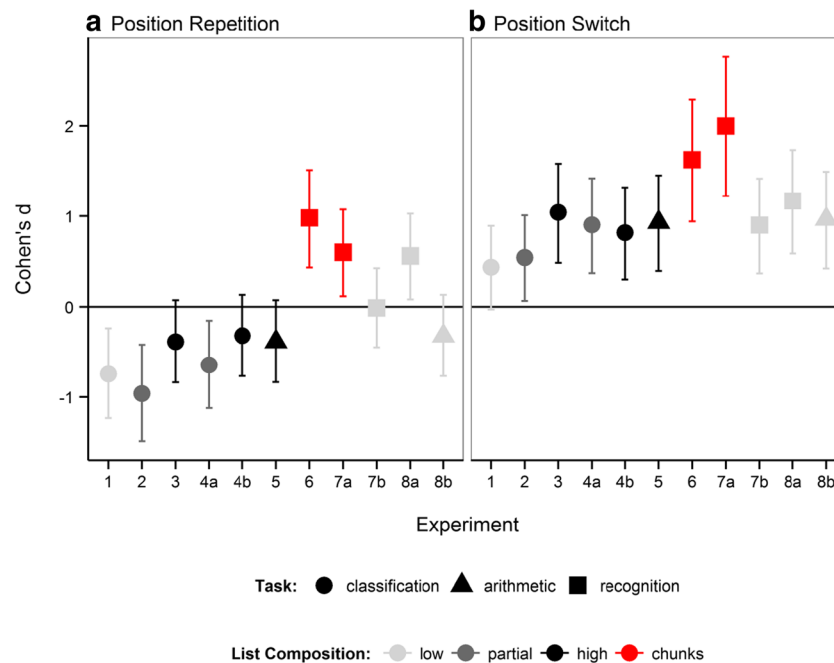 a Position Repetition
b Position Switch
Cohen's d
2
1
0
-1
1 2 3 4a 4b 5 6 7a 7b 8a 8b
1 2 3 4a 4b 5 6 7a 7b 8a 8b
Experiment
Task: classification arithmetic recognition
List Composition: low partial high chunks